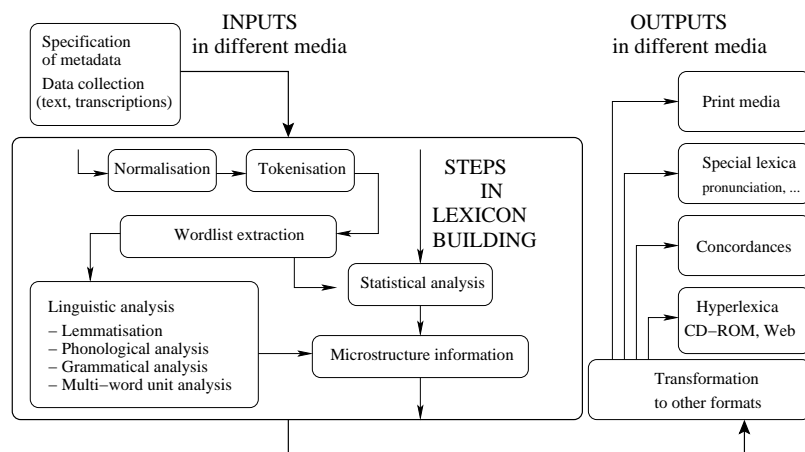 INPUTS
in different media
Specification
of metadata
Data collection
(text, transcriptions)
Normalisation
Tokenisation
STEPS
IN
LEXICON
BUILDING
Wordlist extraction
Statistical analysis
Linguistic analysis
– Lemmatisation
– Phonological analysis
– Grammatical analysis
– Multi–word unit analysis
Microstructure information
OUTPUTS
in different media
Print media
Special lexica
pronunciation, ...
Concordances
Hyperlexica
CD–ROM, Web
Transformation
to other formats